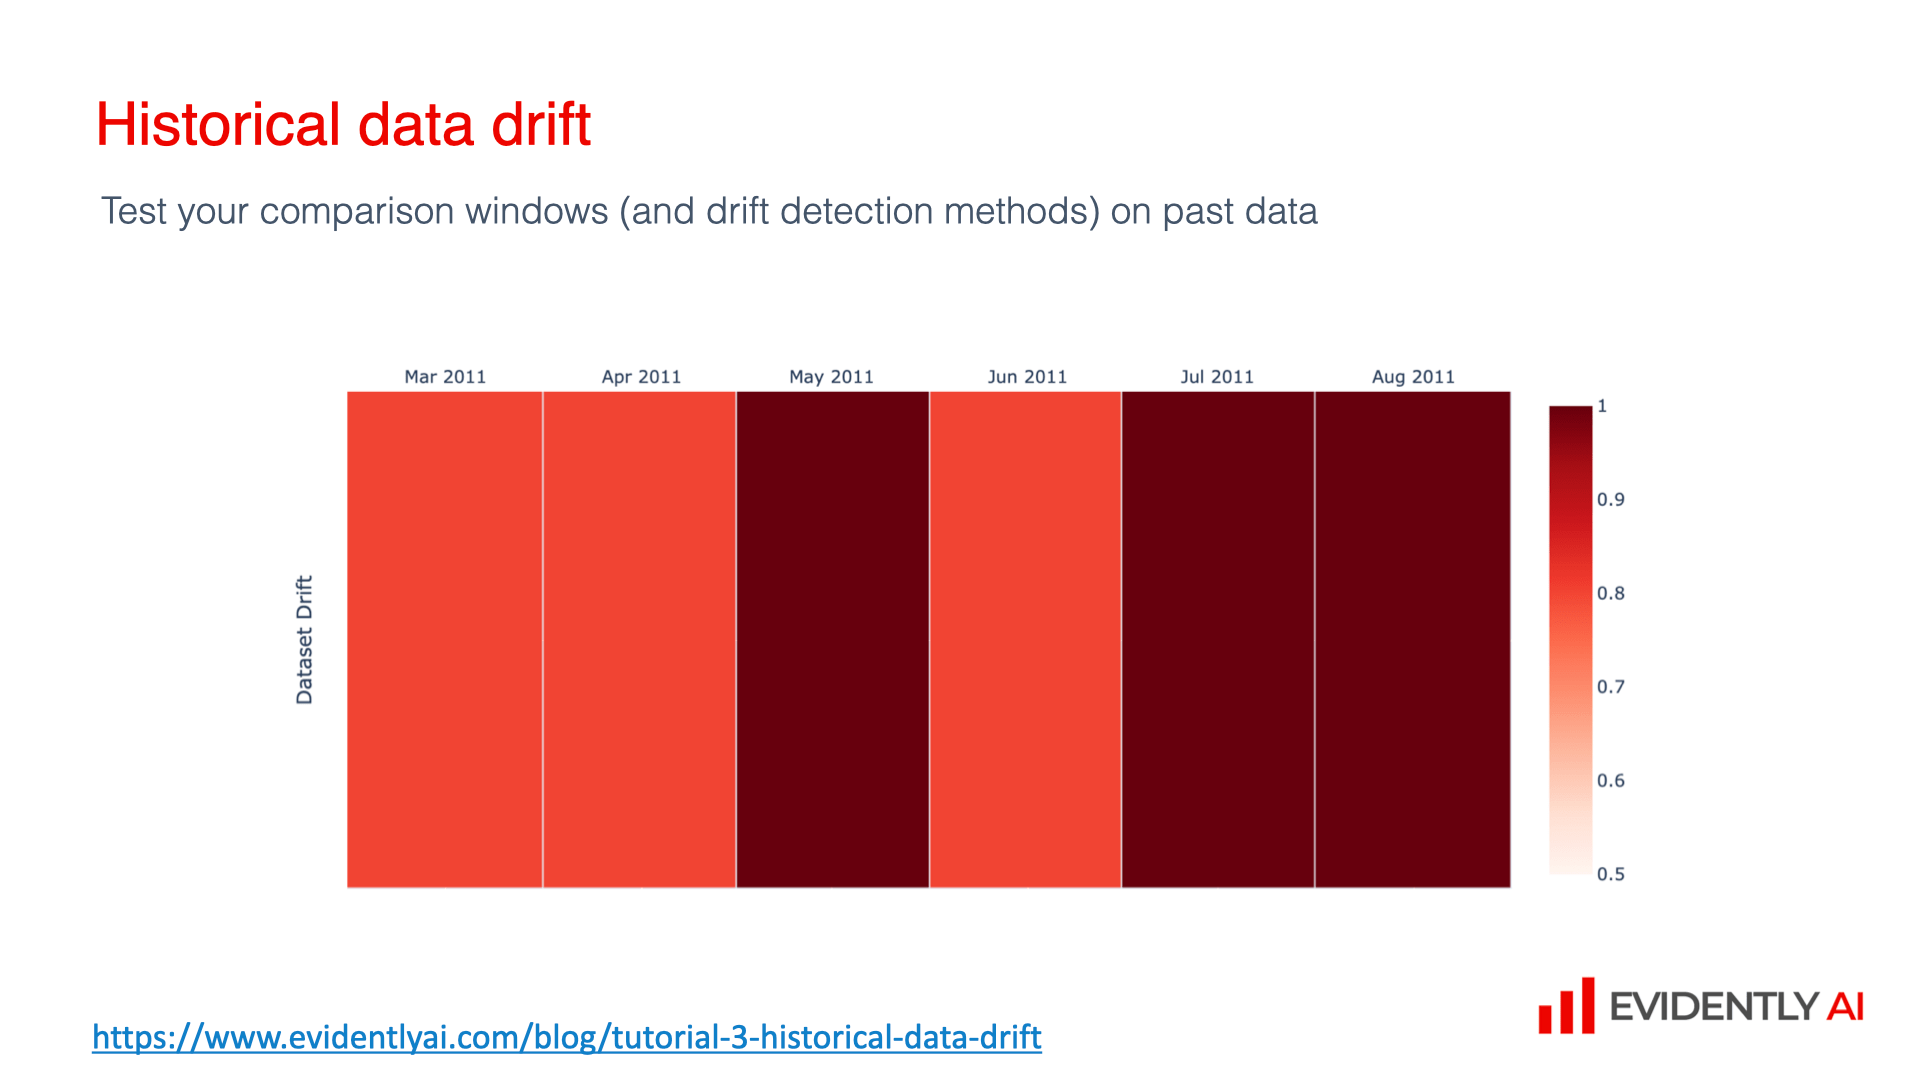 Historical data drift
Test your comparison windows (and drift detection methods) on past data
Mar 2011 Apr 2011 May 2011 Jun 2011 Jul 2011 Aug 2011
Dataset Drift
1
0.9
0.8
0.7
0.6
0.5
https://www.evidentlyai.com/blog/tutorial-3-historical-data-drift
EVIDENTLY AI